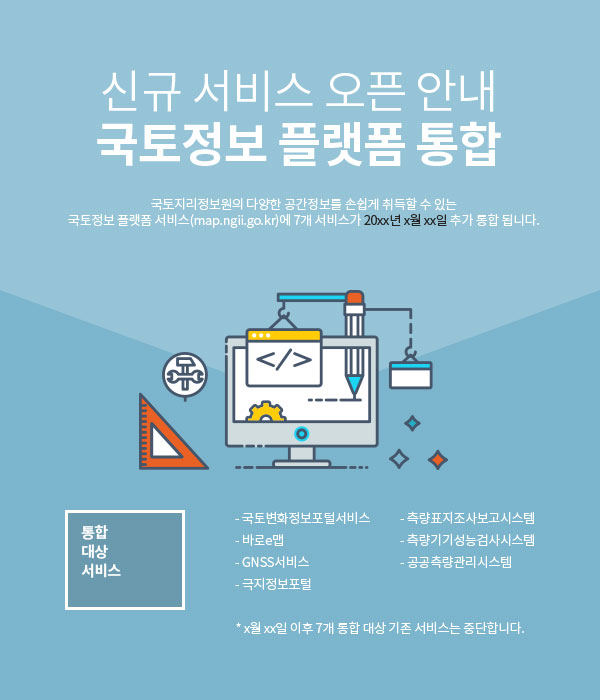 신규 서비스 오픈 안내
국토정보 플랫폼 통합
국토지리정보원의 다양한 공간정보를 손쉽게 취득할 수 있는
국토정보 플랫폼 서비스(map.ngii.go.kr)에 7개 서비스가 20xx년 x월 xx일 추가 통합 됩니다.
</>
통합
대상
서비스
- 국토변화정보포털서비스
- 바로e맵
- GNSS서비스
- 극지정보포털
- 측량표지조사보고시스템
- 측량기기성능검사시스템
- 공공측량관리시스템
* x월 xx일 이후 7개 통합 대상 기존 서비스는 중단합니다.